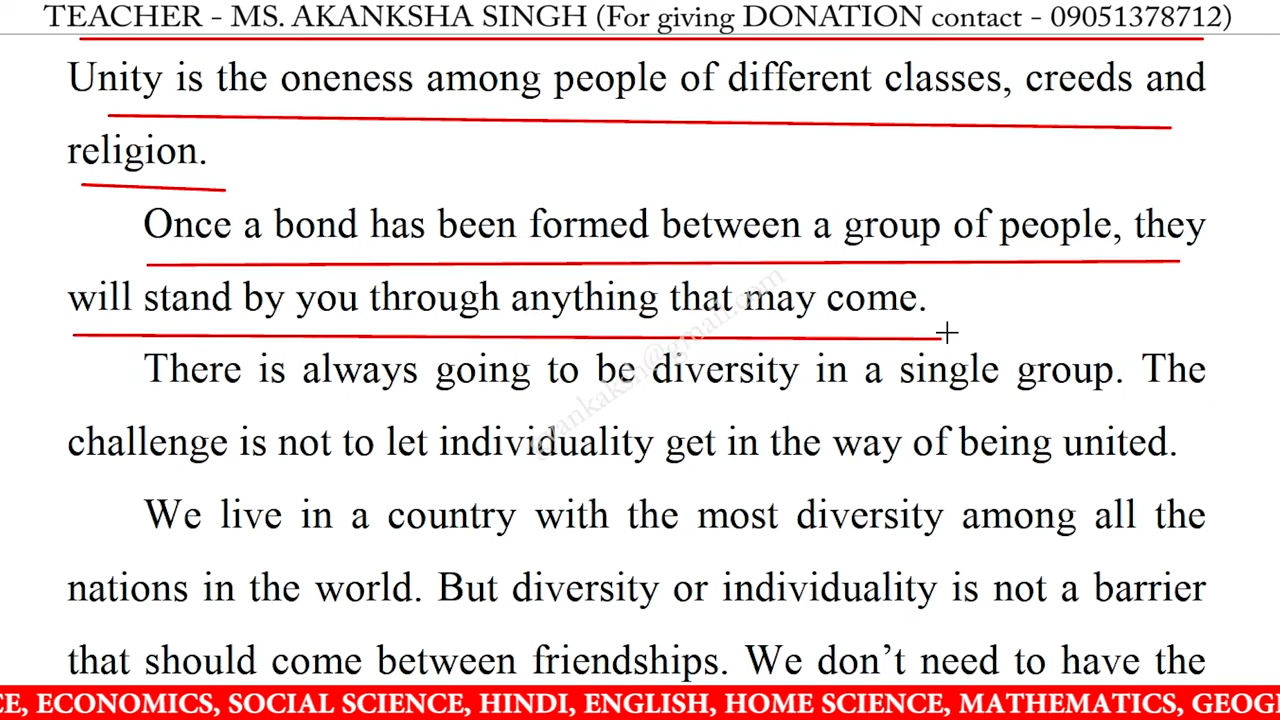 TEACHER - MS. AKANKSHA SINGH (For giving DONATION contact - 09051378712)
Unity is the oneness among people of different classes, creeds and
religion.
Once a bond has been formed between a group of people, they
will stand by you through anything that may come.
There is always going to be diversity in a single group. The
challenge is not to let individuality get in the way of being united.
We live in a country with the most diversity among all the
nations in the world. But diversity or individuality is not a barrier
that should come between friendships. We don't need to have the
ECONOMICS, SOCIAL SCIENCE, HINDI, ENGLISH, HOME SCIENCE, MATHEMATICS,